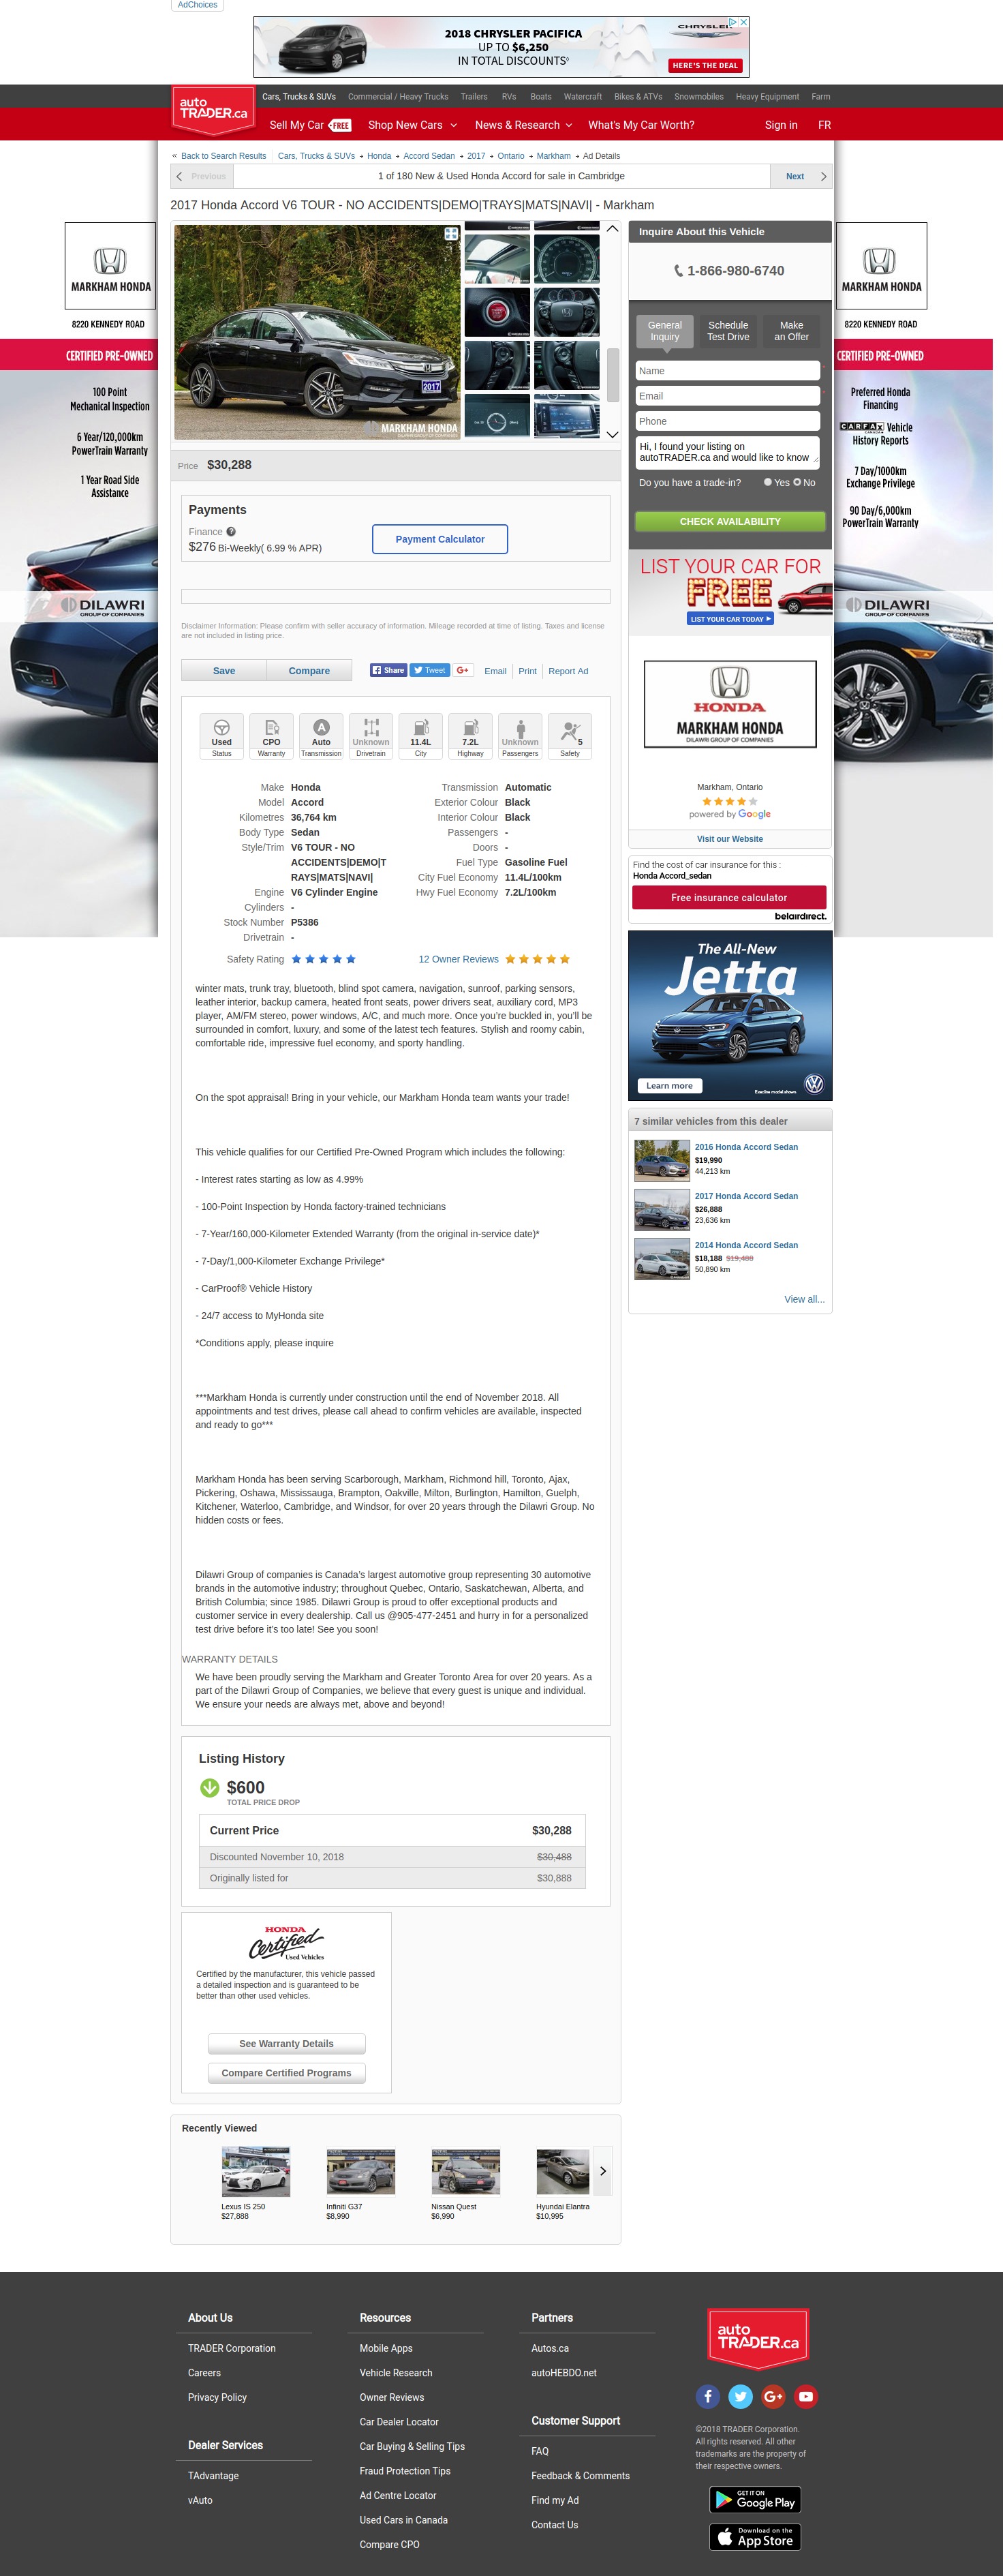 AdChoices
2018 CHRYSLER PACIFICA
UP TO $6,250
IN TOTAL DISCOUNTS◊
CHRYSLER
HERE'S THE DEAL
auto
TRADER.ca
Cars, Trucks & SUVs Commercial / Heavy Trucks Trailers RVs Boats Watercraft Bikes & ATVs Snowmobiles Heavy Equipment Farm
Sell My Car FREE Shop New Cars News & Research What's My Car Worth? Sign in FR
« Back to Search Results Cars, Trucks & SUVs Honda Accord Sedan 2017 Ontario Markham Ad Details
Previous 1 of 180 New & Used Honda Accord for sale in Cambridge Next
2017 Honda Accord V6 TOUR - NO ACCIDENTS|DEMO|TRAYS|MATS|NAVI| - Markham
MARKHAM HONDA
8220 KENNEDY ROAD
CERTIFIED PRE-OWNED
100 Point
Mechanical Inspection
6 Year/120,000km
PowerTrain Warranty
1 Year Road Side
Assistance
DILAWRI
GROUP OF COMPANIES
2017
MARKHAM HONDA
Price $30,288
Payments
Finance ?
$276 Bi-Weekly( 6.99 % APR)
Payment Calculator
Disclaimer Information: Please confirm with seller accuracy of information. Mileage recorded at time of listing. Taxes and license
are not included in listing price.
Save Compare Share Tweet G+ Email Print Report Ad
Used CPO Auto Unknown 11.4L 7.2L Unknown 5
Status Warranty Transmission Drivetrain City Highway Passengers Safety
Make Honda
Model Accord
Kilometres 36,764 km
Body Type Sedan
Style/Trim V6 TOUR - NO
ACCIDENTS|DEMO|T
RAYS|MATS|NAVI|
Engine V6 Cylinder Engine
Cylinders -
Stock Number P5386
Drivetrain -
Transmission Automatic
Exterior Colour Black
Interior Colour Black
Passengers -
Doors -
Fuel Type Gasoline Fuel
City Fuel Economy 11.4L/100km
Hwy Fuel Economy 7.2L/100km
Safety Rating
12 Owner Reviews
winter mats, trunk tray, bluetooth, blind spot camera, navigation, sunroof, parking sensors,
leather interior, backup camera, heated front seats, power drivers seat, auxiliary cord, MP3
player, AM/FM stereo, power windows, A/C, and much more. Once you're buckled in, you'll be
surrounded in comfort, luxury, and some of the latest tech features. Stylish and roomy cabin,
comfortable ride, impressive fuel economy, and sporty handling.
On the spot appraisal! Bring in your vehicle, our Markham Honda team wants your trade!
This vehicle qualifies for our Certified Pre-Owned Program which includes the following:
- Interest rates starting as low as 4.99%
- 100-Point Inspection by Honda factory-trained technicians
- 7-Year/160,000-Kilometer Extended Warranty (from the original in-service date)*
- 7-Day/1,000-Kilometer Exchange Privilege*
- CarProof® Vehicle History
- 24/7 access to MyHonda site
*Conditions apply, please inquire
***Markham Honda is currently under construction until the end of November 2018. All
appointments and test drives, please call ahead to confirm vehicles are available, inspected
and ready to go***
Markham Honda has been serving Scarborough, Markham, Richmond hill, Toronto, Ajax,
Pickering, Oshawa, Mississauga, Brampton, Oakville, Milton, Burlington, Hamilton, Guelph,
Kitchener, Waterloo, Cambridge, and Windsor, for over 20 years through the Dilawri Group. No
hidden costs or fees.
Dilawri Group of companies is Canada's largest automotive group representing 30 automotive
brands in the automotive industry; throughout Quebec, Ontario, Saskatchewan, Alberta, and
British Columbia; since 1985. Dilawri Group is proud to offer exceptional products and
customer service in every dealership. Call us @905-477-2451 and hurry in for a personalized
test drive before it's too late! See you soon!
WARRANTY DETAILS
We have been proudly serving the Markham and Greater Toronto Area for over 20 years. As a
part of the Dilawri Group of Companies, we believe that every guest is unique and individual.
We ensure your needs are always met, above and beyond!
Listing History
$600
TOTAL PRICE DROP
Current Price $30,288
Discounted November 10, 2018 $30,488
Originally listed for $30,888
HONDA
Certified
Used Vehicles
Certified by the manufacturer, this vehicle passed
a detailed inspection and is guaranteed to be
better than other used vehicles.
See Warranty Details
Compare Certified Programs
Inquire About this Vehicle
1-866-980-6740
General
Inquiry
Schedule
Test Drive
Make
an Offer
Name
Email
Phone
Hi, I found your listing on
autoTRADER.ca and would like to know
Do you have a trade-in? Yes No
CHECK AVAILABILITY
LIST YOUR CAR FOR
FREE
LIST YOUR CAR TODAY
HONDA
MARKHAM HONDA
DILAWRI GROUP OF COMPANIES
Markham, Ontario
powered by Google
Visit our Website
Find the cost of car insurance for this :
Honda Accord_sedan
Free insurance calculator
belairdirect.
The All-New
Jetta
Learn more
Executive model shown
7 similar vehicles from this dealer
2016 Honda Accord Sedan
$19,990
44,213 km
2017 Honda Accord Sedan
$26,888
23,636 km
2014 Honda Accord Sedan
$18,188 $19,488
50,890 km
View all...
MARKHAM HONDA
8220 KENNEDY ROAD
CERTIFIED PRE-OWNED
Preferred Honda
Financing
CARFAX Vehicle
History Reports
7 Day/1000km
Exchange Privilege
90 Day/6,000km
PowerTrain Warranty
DILAWRI
GROUP OF COMPANIES
Recently Viewed
Lexus IS 250
$27,888
Infiniti G37
$8,990
Nissan Quest
$6,990
Hyundai Elantra
$10,995
About Us
TRADER Corporation
Careers
Privacy Policy
Dealer Services
TAdvantage
vAuto
Resources
Mobile Apps
Vehicle Research
Owner Reviews
Car Dealer Locator
Car Buying & Selling Tips
Fraud Protection Tips
Ad Centre Locator
Used Cars in Canada
Compare CPO
Partners
Autos.ca
autoHEBDO.net
Customer Support
FAQ
Feedback & Comments
Find my Ad
Contact Us
auto
TRADER.ca
©2018 TRADER Corporation.
All rights reserved. All other
trademarks are the property of
their respective owners.
GET IT ON
Google Play
Download on the
App Store